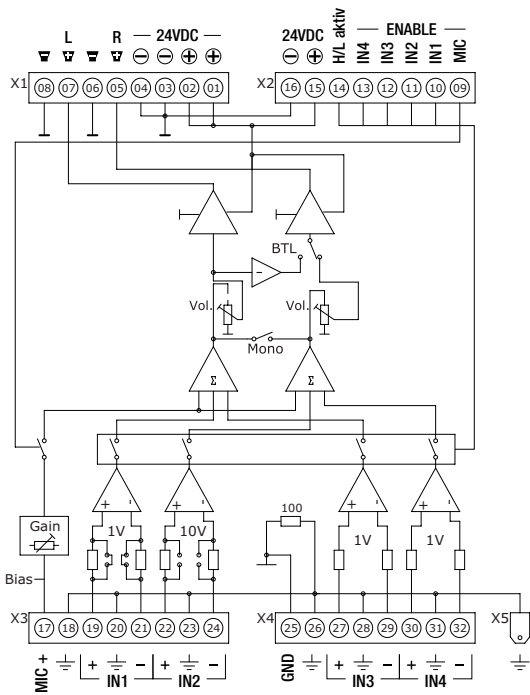 L R 24VDC
24VDC H/L aktiv IN4 IN3 IN2 IN1 MIC
ENABLE
X1 08 07 06 05 04 03 02 01
X2 16 15 14 13 12 11 10 09
BTL
Vol. Vol.
Mono
Σ Σ
Gain
1V 10V 100 1V 1V
Bias
X3 17 18 19 20 21 22 23 24
X4 25 26 27 28 29 30 31 32 X5
MIC + + − + − GND + − + −
IN1 IN2 IN3 IN4